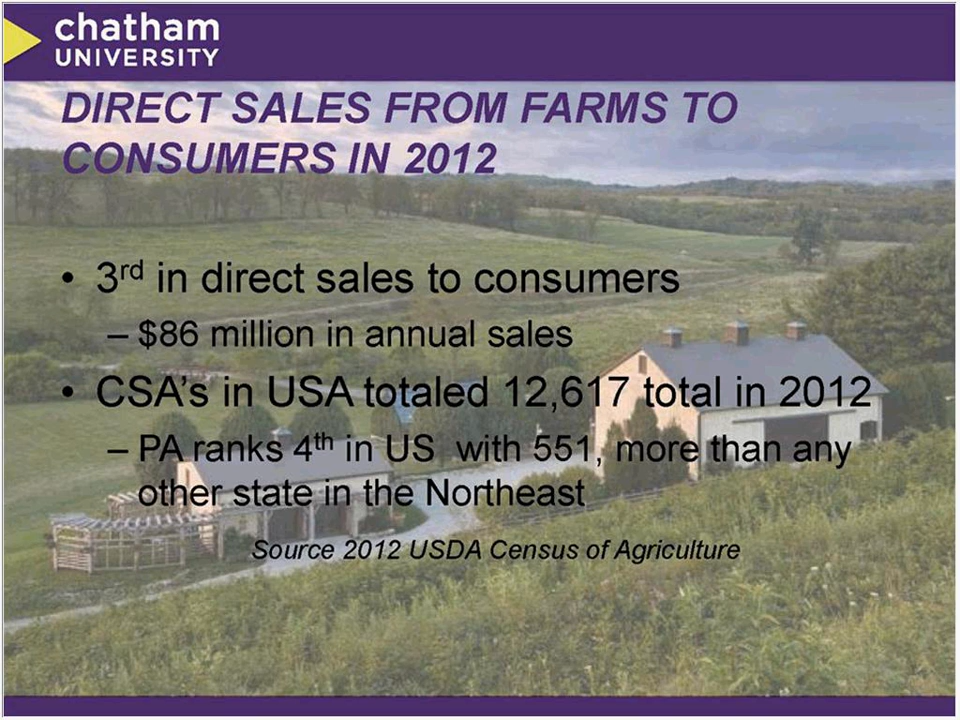 chatham
UNIVERSITY
DIRECT SALES FROM FARMS TO
CONSUMERS IN 2012
• 3rd in direct sales to consumers
– $86 million in annual sales
• CSA's in USA totaled 12,617 total in 2012
– PA ranks 4th in US with 551, more than any
other state in the Northeast
Source 2012 USDA Census of Agriculture